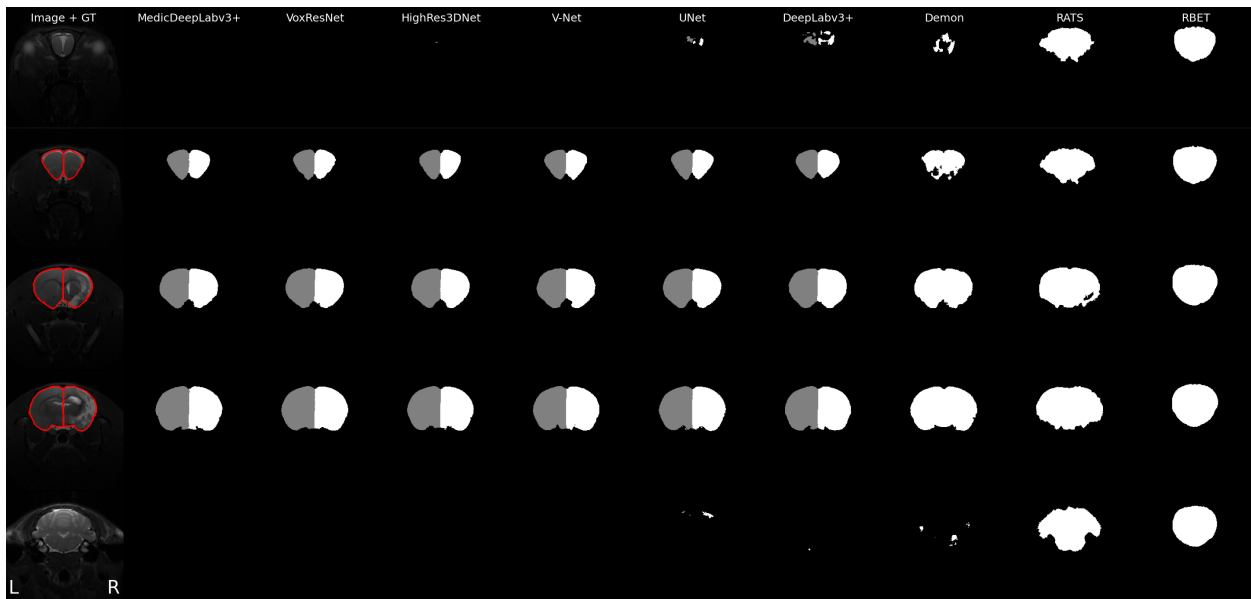 Image + GT MedicDeepLabv3+ VoxResNet HighRes3DNet V-Net UNet DeepLabv3+ Demon RATS RBET
L R